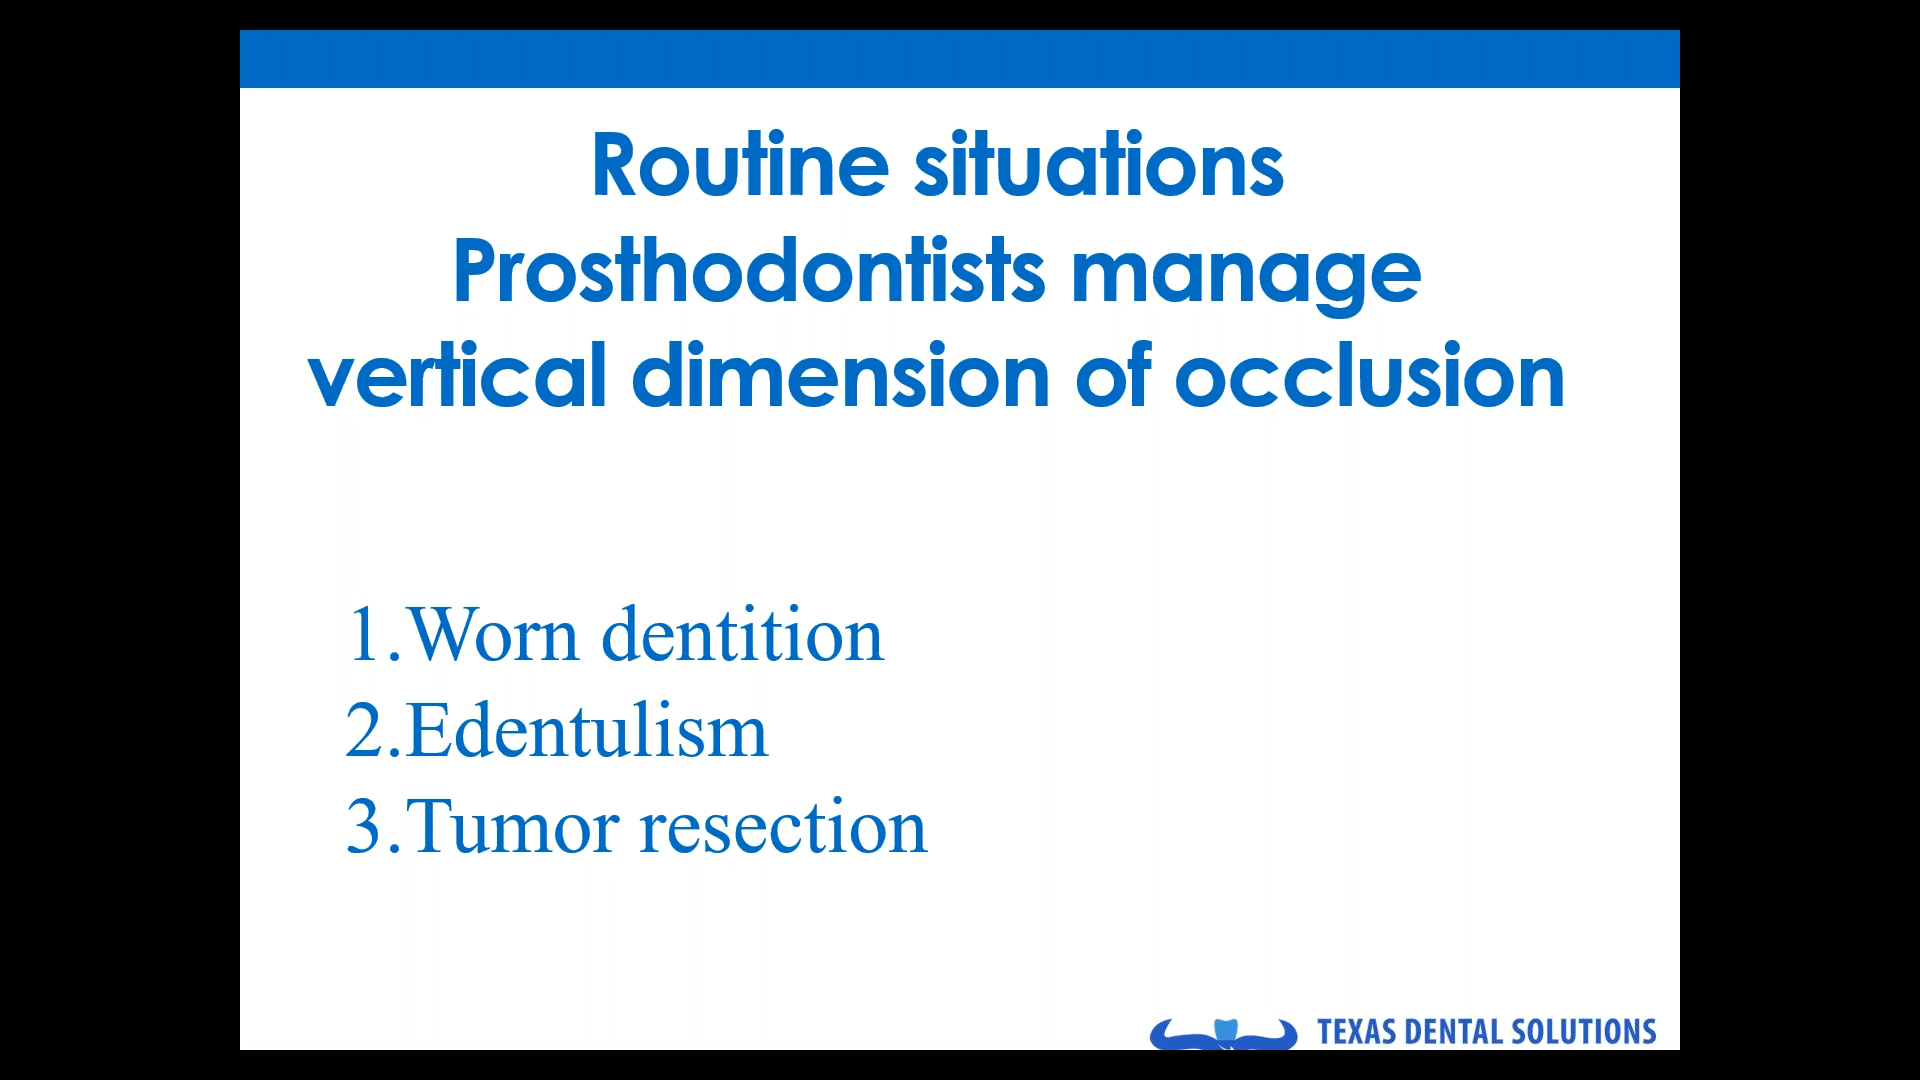 Routine situations
Prosthodontists manage
vertical dimension of occlusion
1.Worn dentition
2.Edentulism
3.Tumor resection
TEXAS DENTAL SOLUTIONS